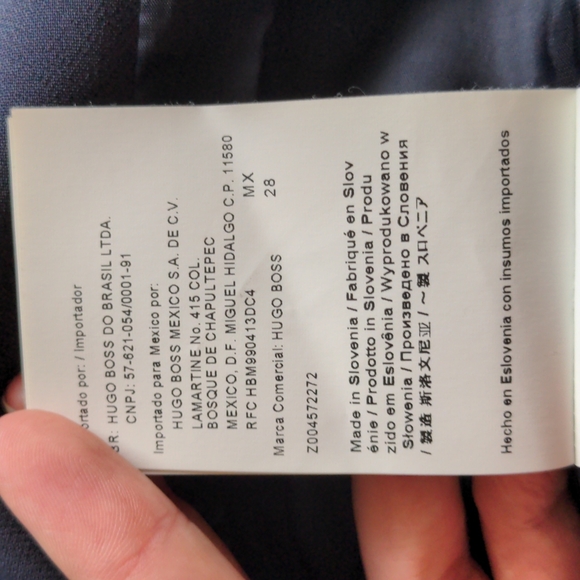 Importador
BR: HUGO BOSS DO BRASIL LTDA.
CNPJ: 57-621-054/0001-91
Importado para Mexico por:
HUGO BOSS MEXICO S.A. DE C.V.
LAMARTINE No. 415 COL.
BOSQUE DE CHAPULTEPEC
MEXICO, D.F. MIGUEL HIDALGO C.P. 11580
RFC HBM990413DC4 MX
Marca Comercial: HUGO BOSS 28
Z004572272
Made in Slovenia / Fabriqué en Slov
énie / Prodotto in Slovenia / Produ
zido em Eslovênia / Wyprodukowano w
Słowenia / Произведено в Словения
/ 製造 斯洛文尼亚 / ～製 スロベニア
Hecho en Eslovenia con insumos importados